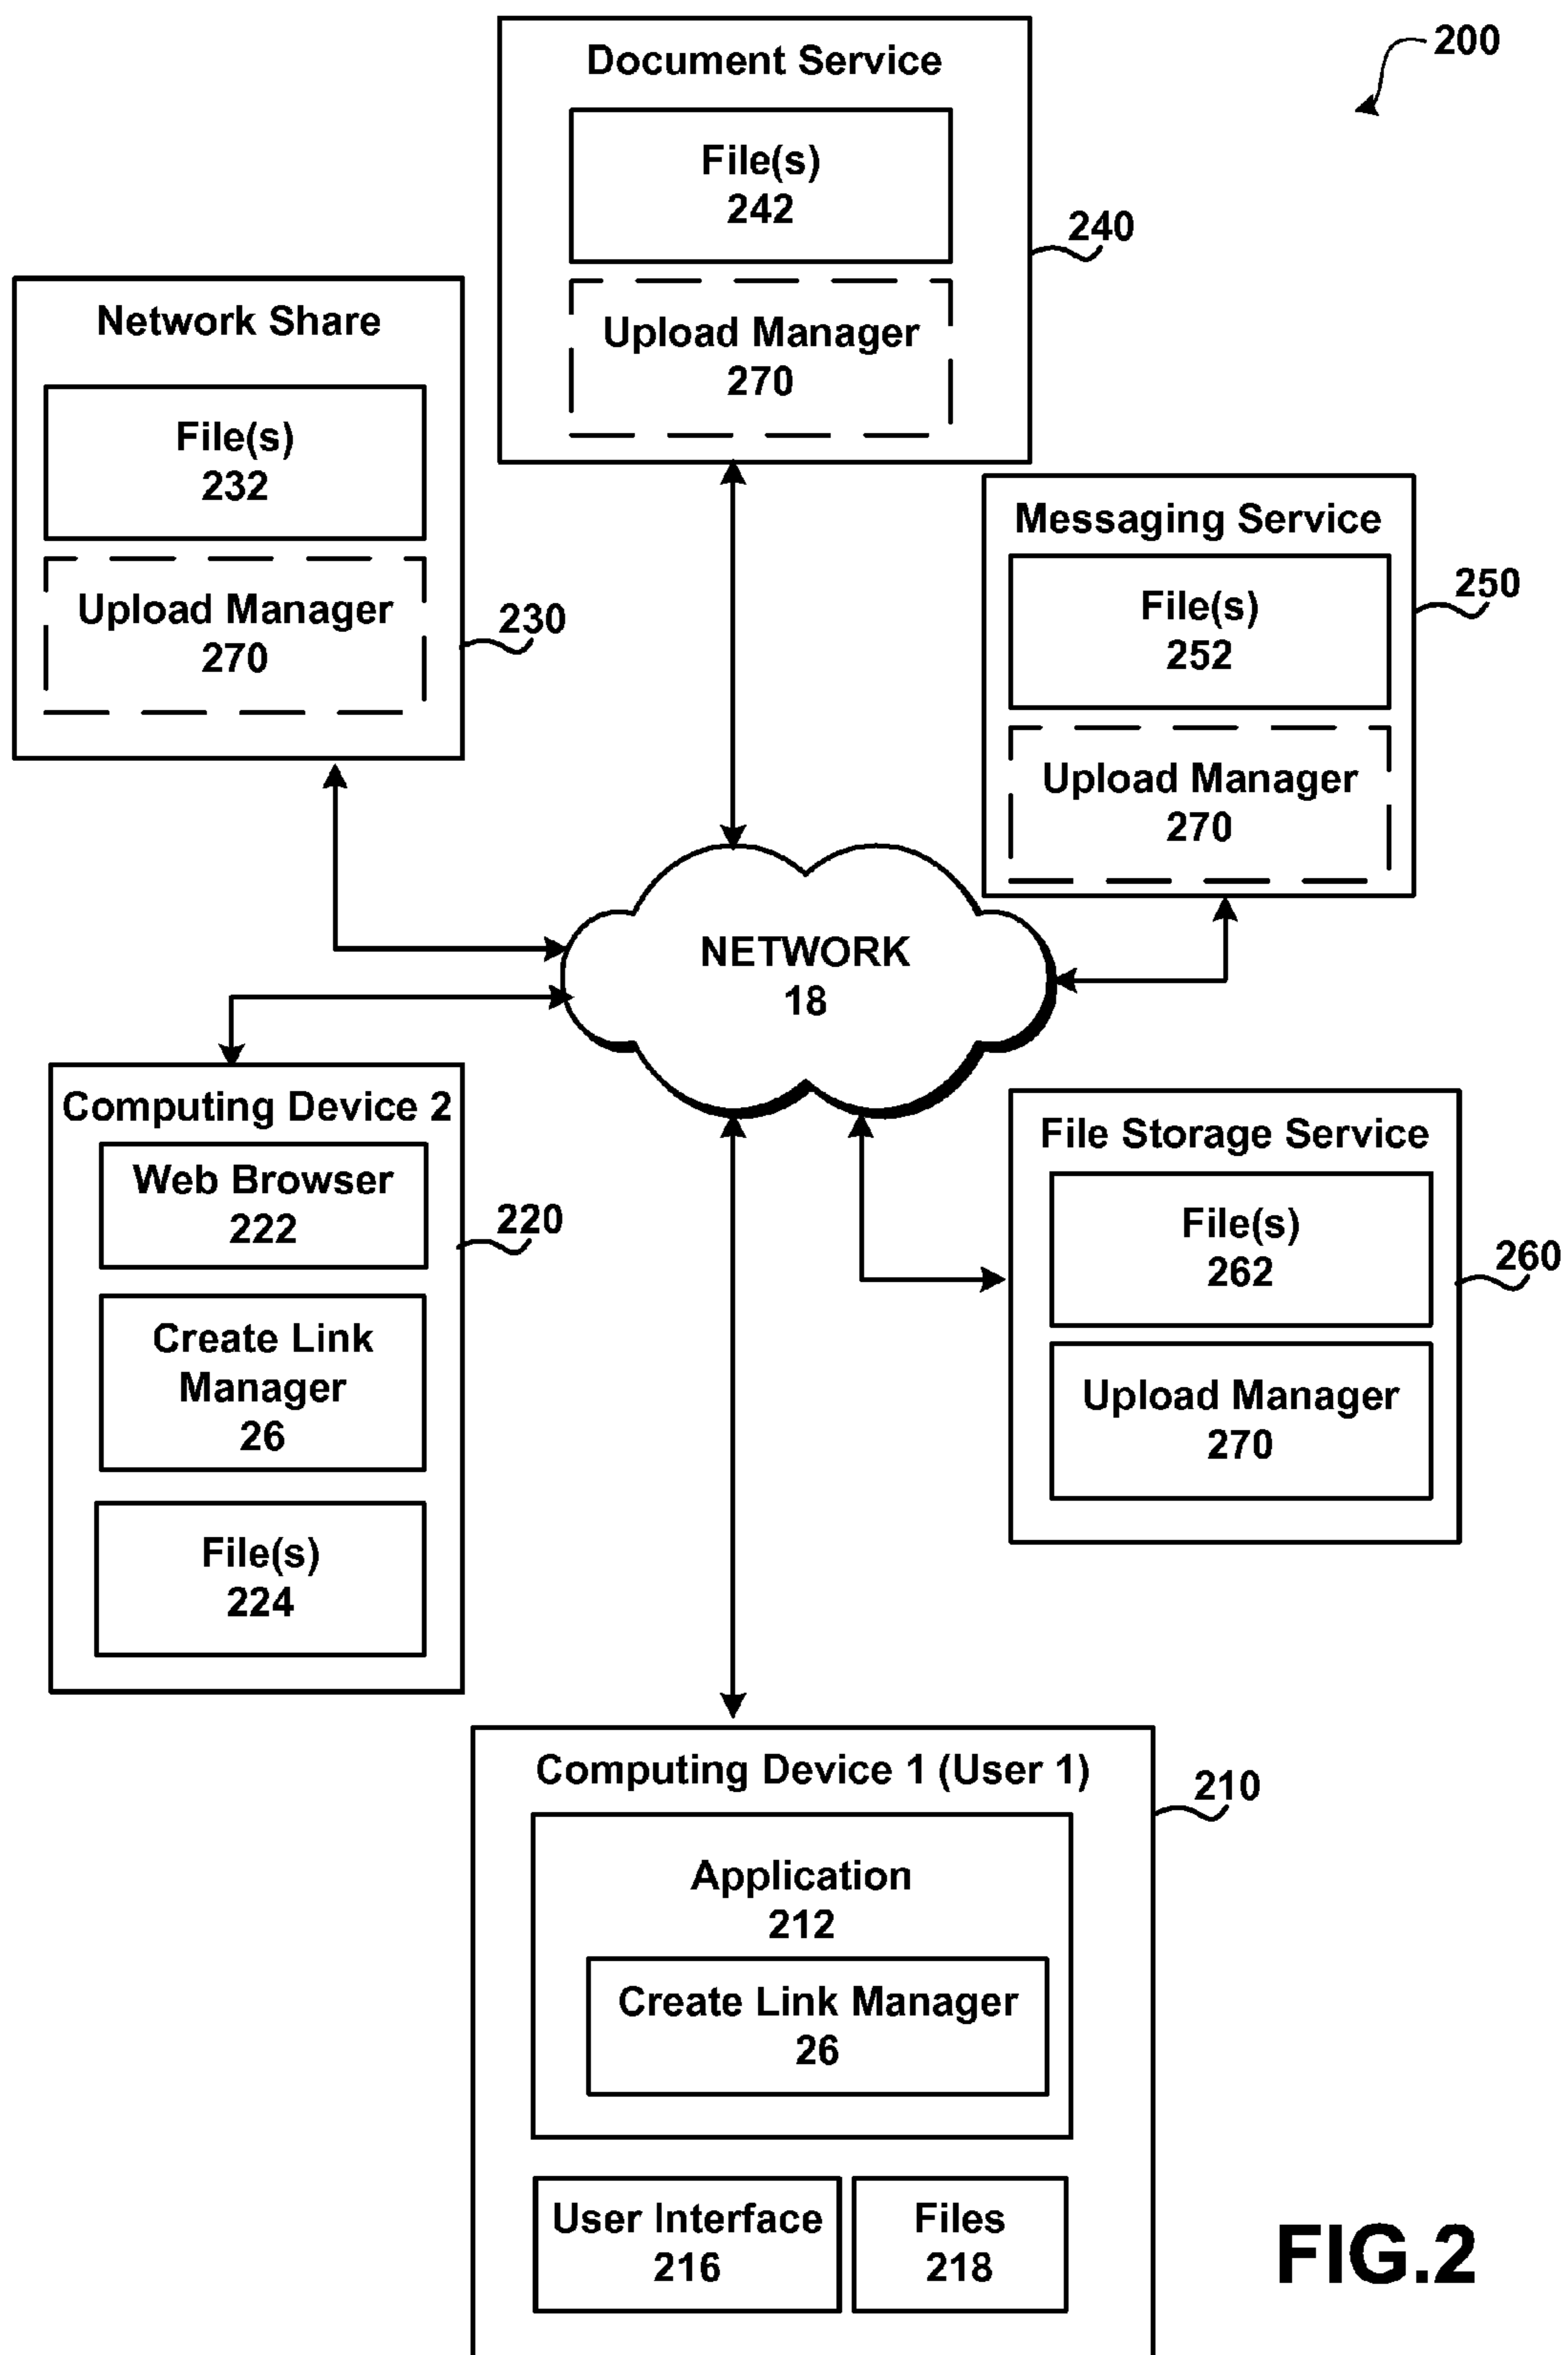 200
Document Service
File(s)
242
Upload Manager
270
240
Network Share
File(s)
232
Upload Manager
270
230
Messaging Service
File(s)
252
Upload Manager
270
250
NETWORK
18
Computing Device 2
Web Browser
222
Create Link
Manager
26
File(s)
224
220
File Storage Service
File(s)
262
Upload Manager
270
260
Computing Device 1 (User 1)
Application
212
Create Link Manager
26
User Interface
216
Files
218
210
FIG.2